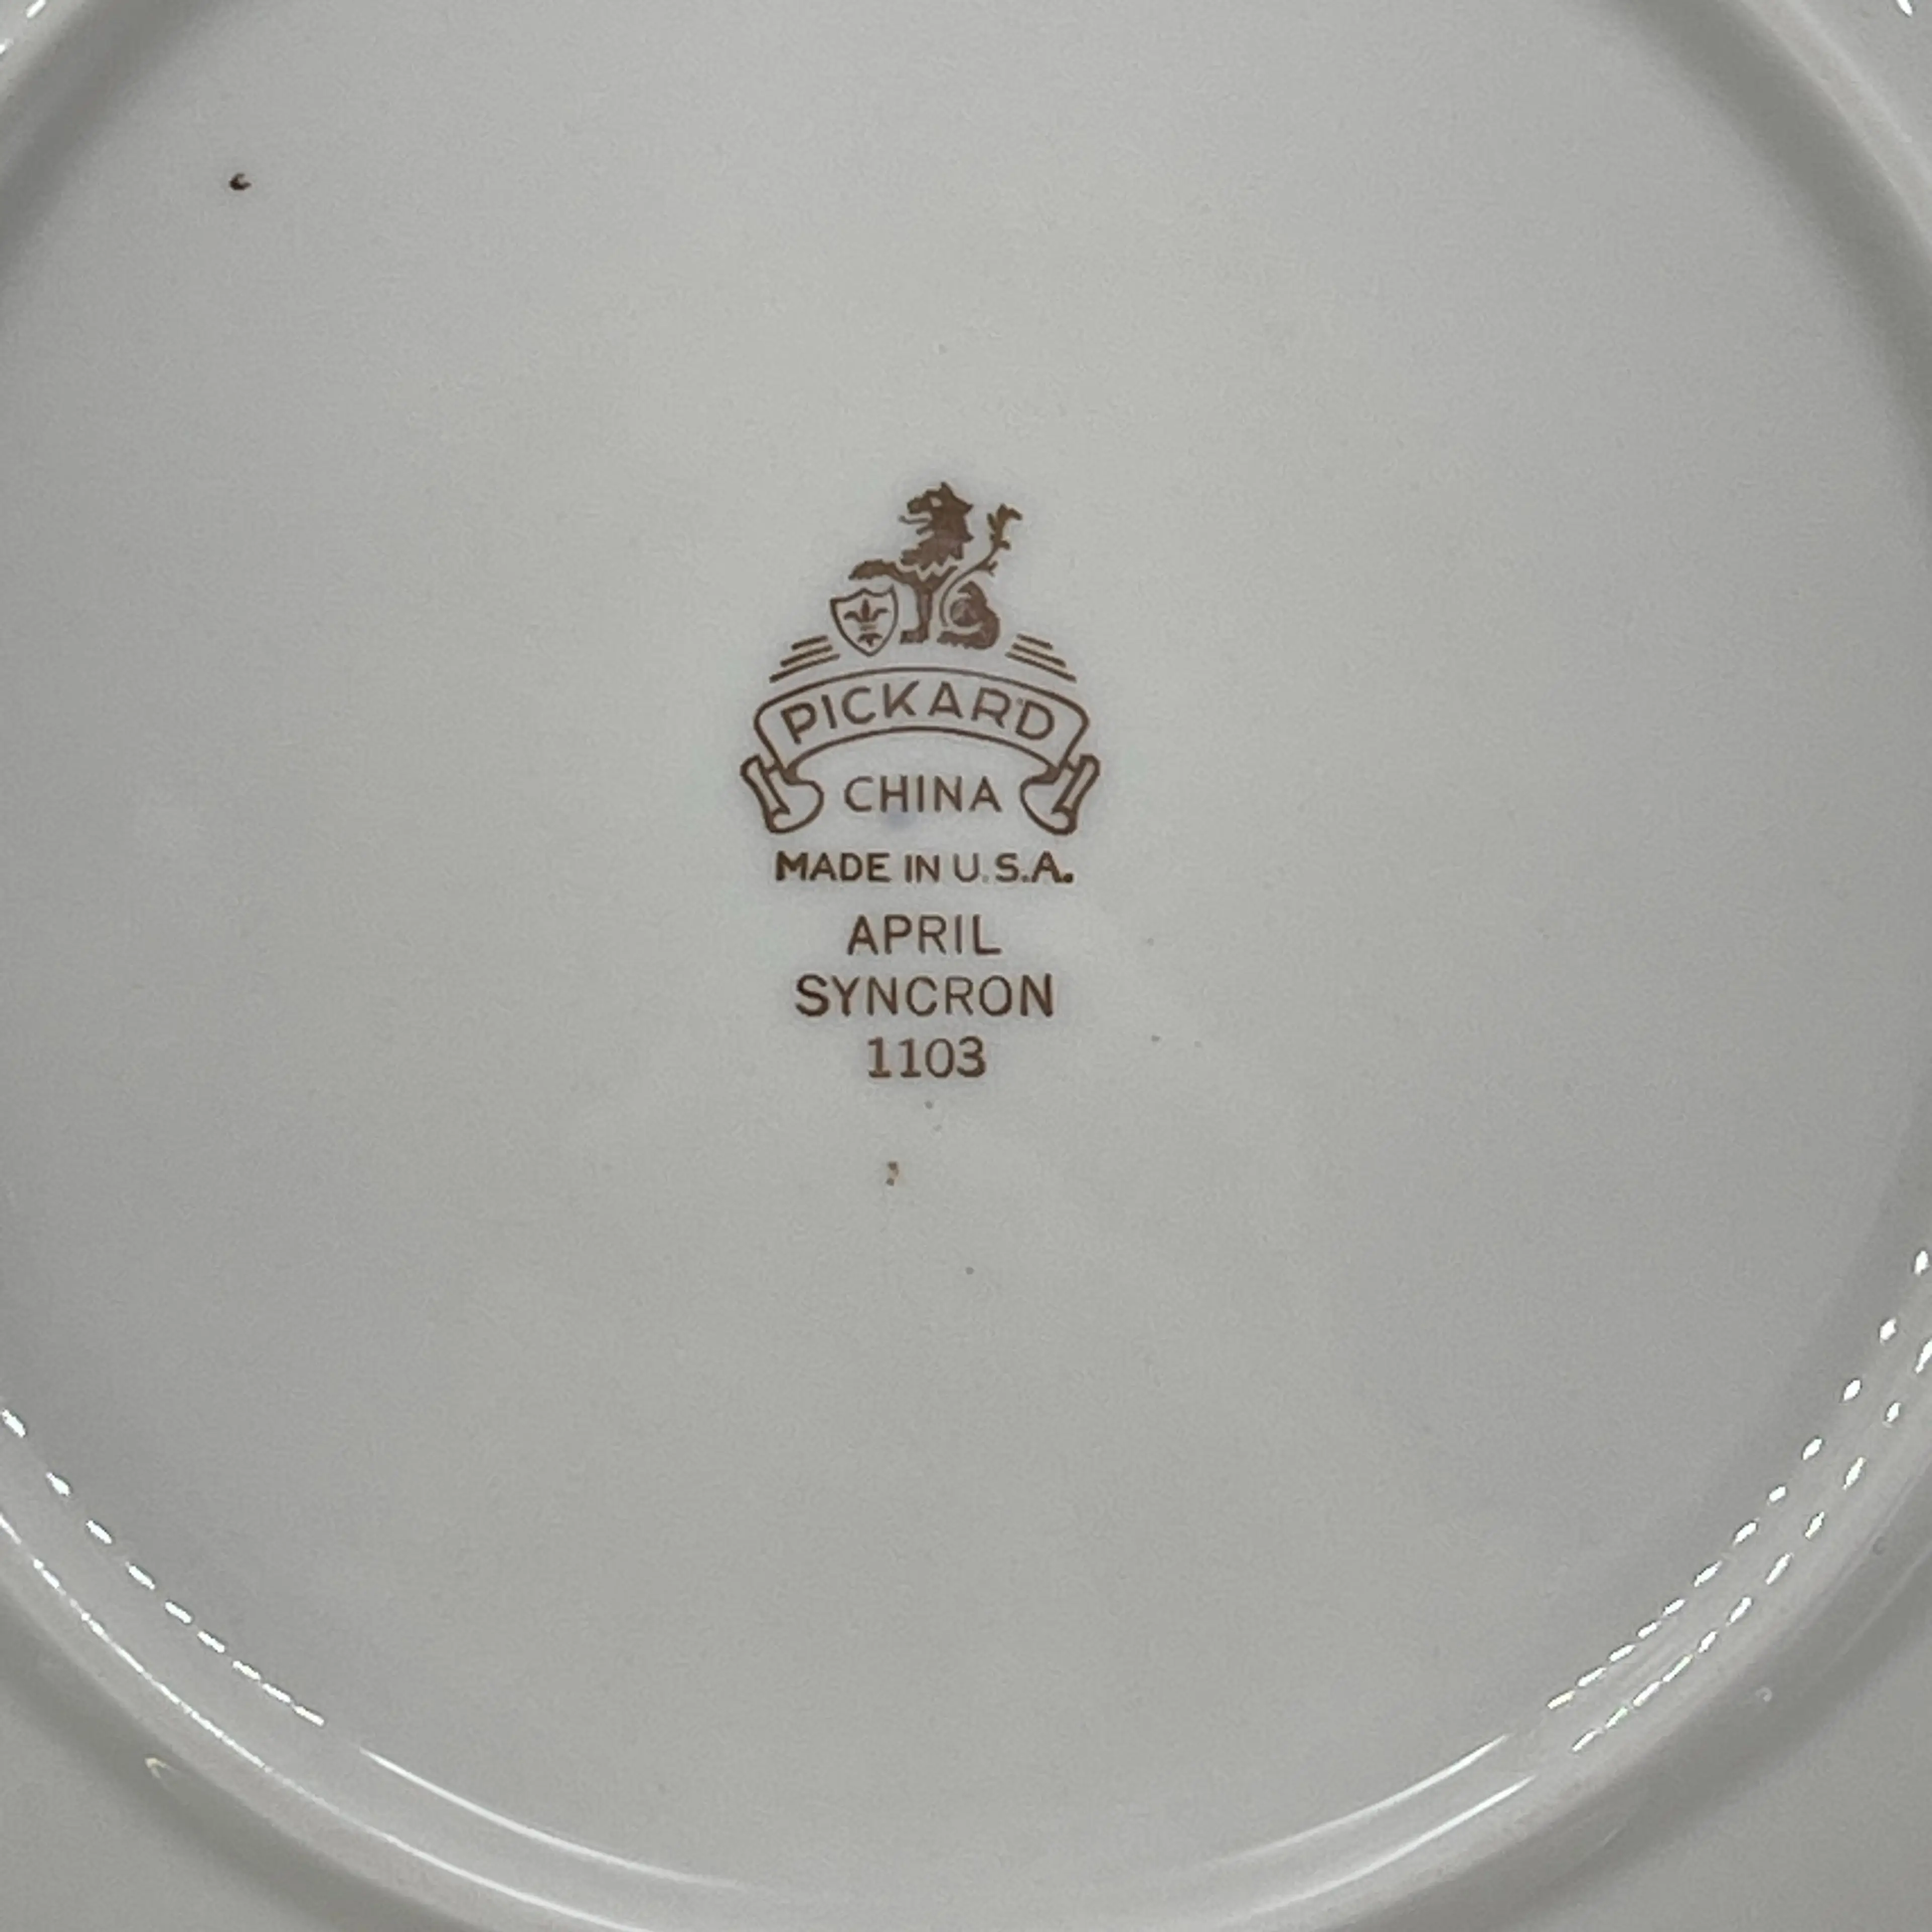 PICKARD
CHINA
MADE IN U.S.A.
APRIL
SYNCRON
1103